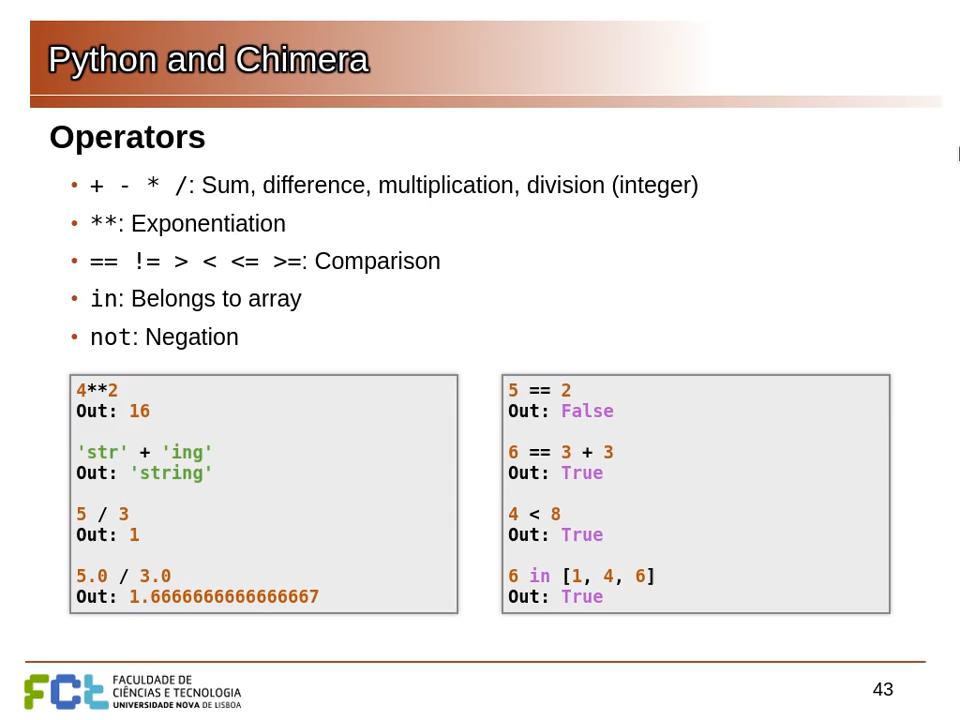 Python and Chimera
Operators
• + - * /: Sum, difference, multiplication, division (integer)
• **: Exponentiation
• == != > < <= >=: Comparison
• in: Belongs to array
• not: Negation
4**2
Out: 16
'str' + 'ing'
Out: 'string'
5 / 3
Out: 1
5.0 / 3.0
Out: 1.6666666666666667
5 == 2
Out: False
6 == 3 + 3
Out: True
4 < 8
Out: True
6 in [1, 4, 6]
Out: True
FCt
FACULDADE DE
CIÊNCIAS E TECNOLOGIA
UNIVERSIDADE NOVA DE LISBOA
43